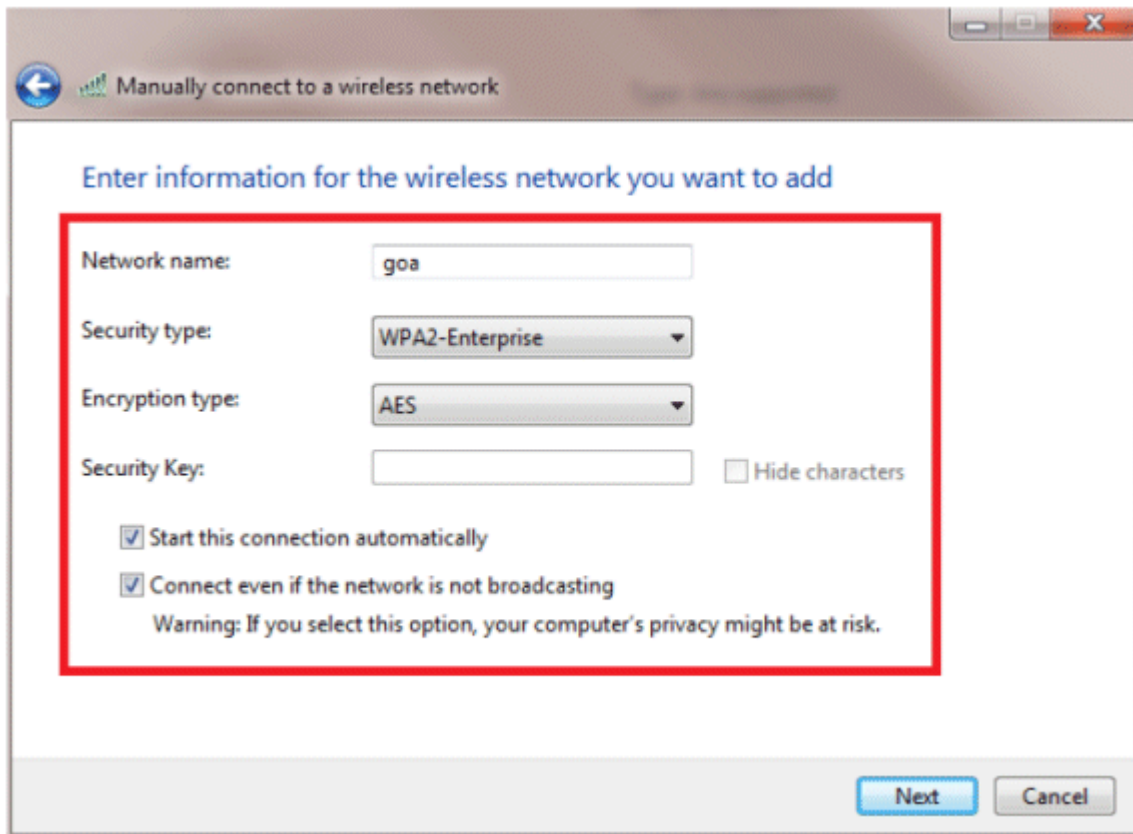 Manually connect to a wireless network
Enter information for the wireless network you want to add
Network name: goa
Security type: WPA2-Enterprise
Encryption type: AES
Security Key: Hide characters
Start this connection automatically
Connect even if the network is not broadcasting
Warning: If you select this option, your computer's privacy might be at risk.
Next Cancel